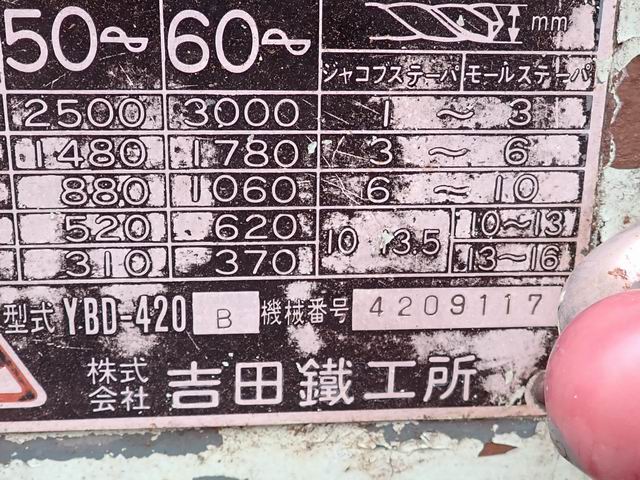 50～ 60～ mm
ジャコブステーパ モールステーパ
2500 3000 1 ～ 3
1480 1780 3 ～ 6
880 1060 6 ～ 10
520 620 10 13.5 10～13
310 370 13～16
型式 YBD-420 B 機械番号 4209117
株式会社 吉田鐵工所